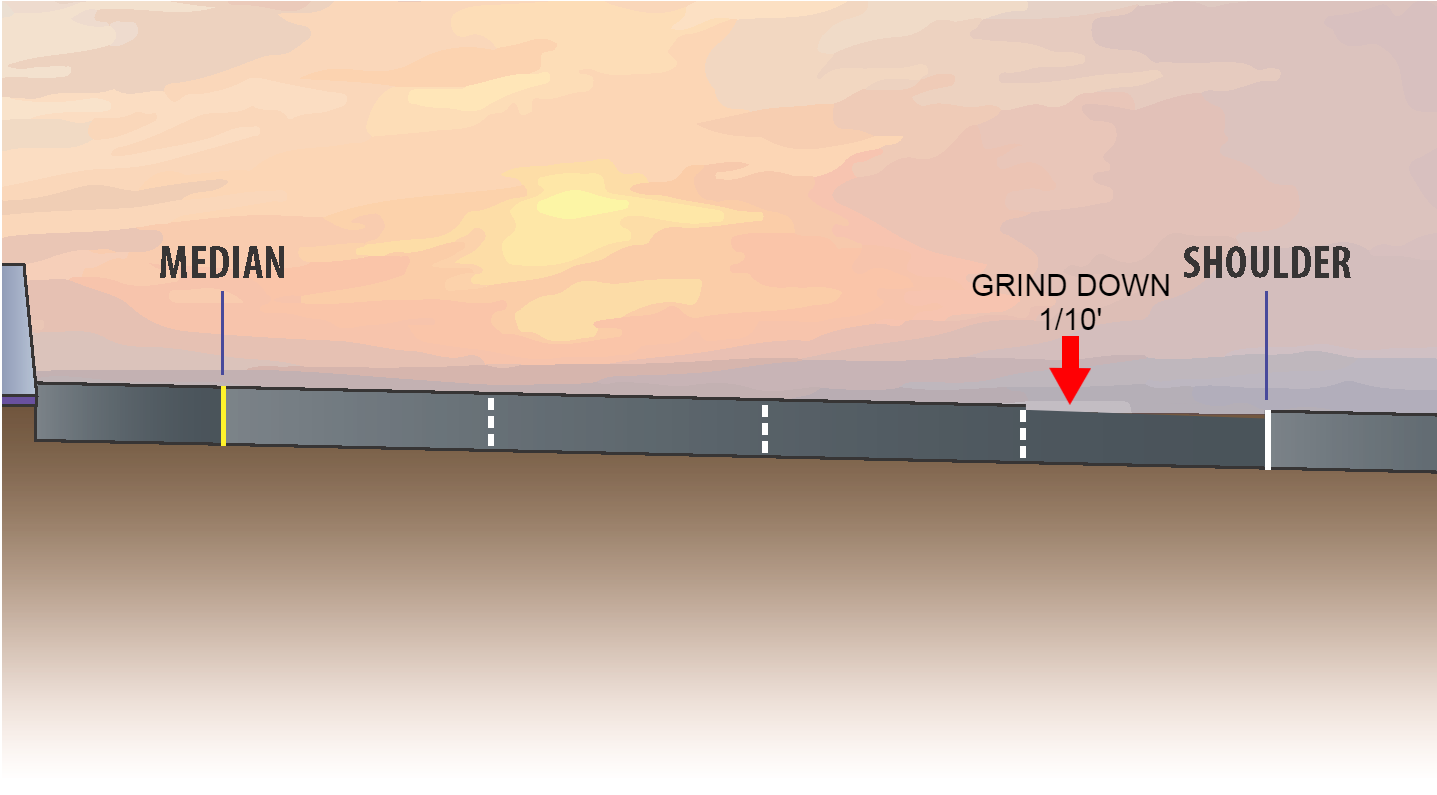 MEDIAN
GRIND DOWN
1/10'
SHOULDER